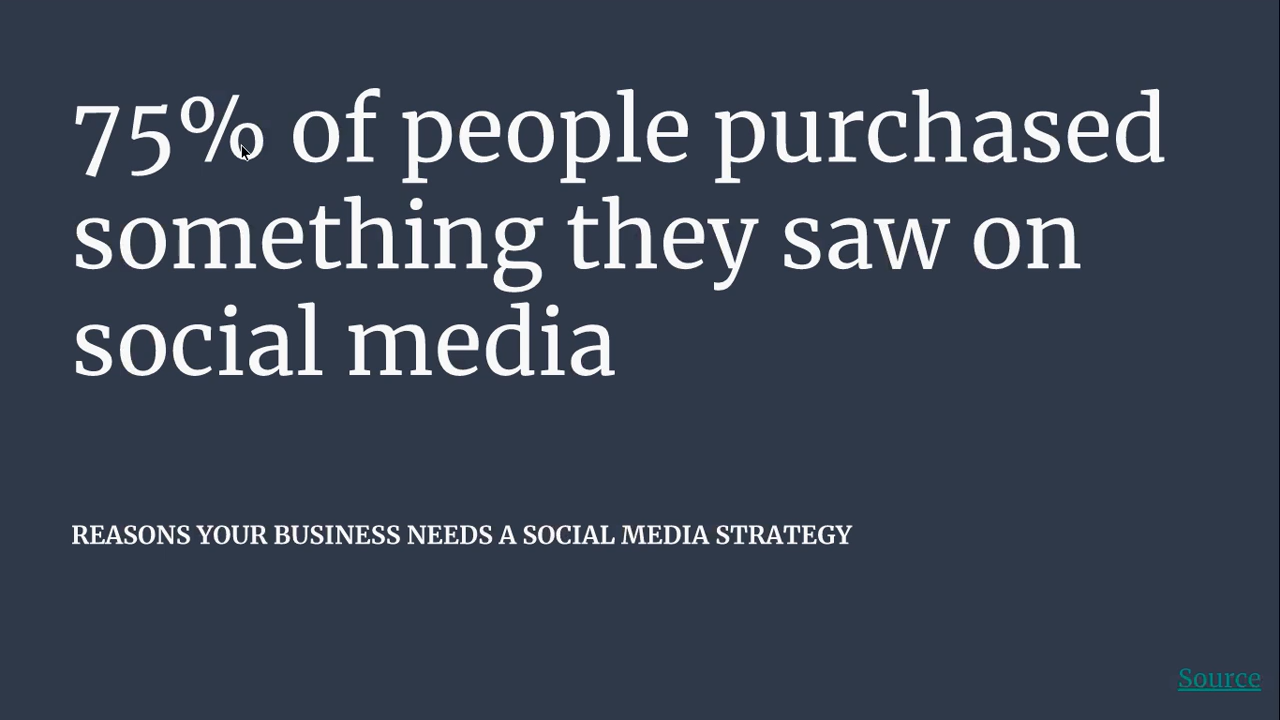 75% of people purchased
something they saw on
social media
REASONS YOUR BUSINESS NEEDS A SOCIAL MEDIA STRATEGY
Source